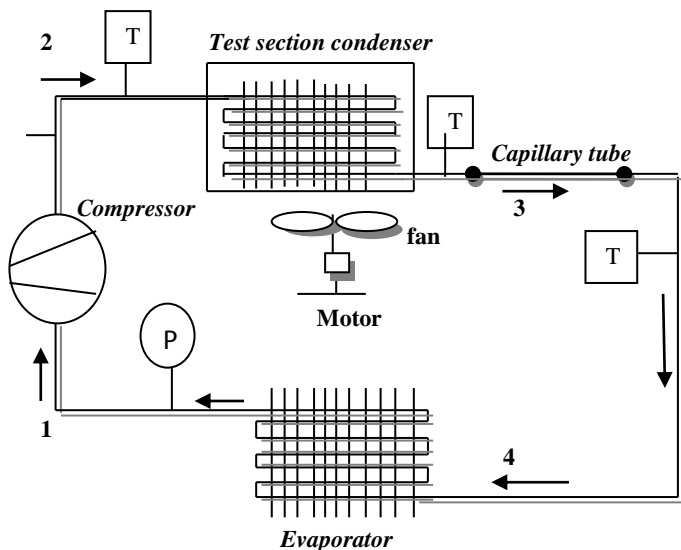 2
T
Test section condenser
T
Capillary tube
3
Compressor
fan
T
Motor
P
1
4
Evaporator